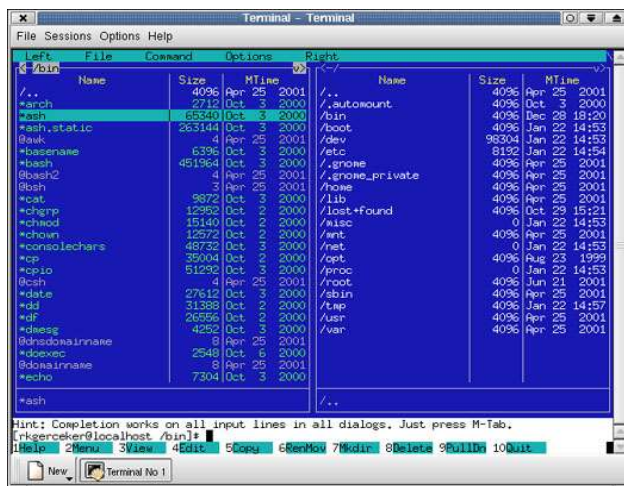 Terminal - Terminal
File Sessions Options Help
Left File Command Options Right
<-/bin v> <-/ v>
Name Size MTime Name Size MTime
/.. 4096 Apr 25 2001 /.. 4096 Apr 25 2001
*arch 2712 Oct 3 2000 /.automount 4096 Oct 3 2000
*ash 65340 Oct 3 2000 /bin 4096 Dec 28 18:20
*ash.static 263144 Oct 3 2000 /boot 4096 Jan 22 14:53
@awk 4 Apr 25 2001 /dev 98304 Jan 22 14:53
*basename 6396 Oct 3 2000 /etc 8192 Jan 22 14:54
*bash 451964 Oct 3 2000 /.gnome 4096 Apr 25 2001
@bash2 4 Apr 25 2001 /.gnome_private 4096 Apr 25 2001
@bsh 3 Apr 25 2001 /home 4096 Apr 25 2001
*cat 9872 Oct 3 2000 /lib 4096 Apr 25 2001
*chgrp 12952 Oct 2 2000 /lost+found 4096 Oct 29 15:21
*chmod 15140 Oct 2 2000 /misc 0 Jan 22 14:53
*chown 12572 Oct 2 2000 /mnt 4096 Apr 25 2001
*consolechars 48732 Oct 3 2000 /net 0 Jan 22 14:53
*cp 35004 Oct 2 2000 /opt 4096 Aug 23 1999
*cpio 51292 Oct 3 2000 /proc 0 Jan 22 14:53
@csh 4 Apr 25 2001 /root 4096 Jun 21 2001
*date 27612 Oct 3 2000 /sbin 4096 Apr 25 2001
*dd 31388 Oct 2 2000 /tmp 4096 Jan 22 14:57
*df 26556 Oct 2 2000 /usr 4096 Apr 25 2001
*dmesg 4252 Oct 3 2000 /var 4096 Apr 25 2001
@dnsdomainname 8 Apr 25 2001
*doexec 2548 Oct 6 2000
@domainname 8 Apr 25 2001
*echo 7304 Oct 3 2000
*ash /..
Hint: Completion works on all input lines in all dialogs. Just press M-Tab.
[rkgerceker@localhost /bin]$
1Help 2Menu 3View 4Edit 5Copy 6RenMov 7Mkdir 8Delete 9PullDn 10Quit
New Terminal No 1